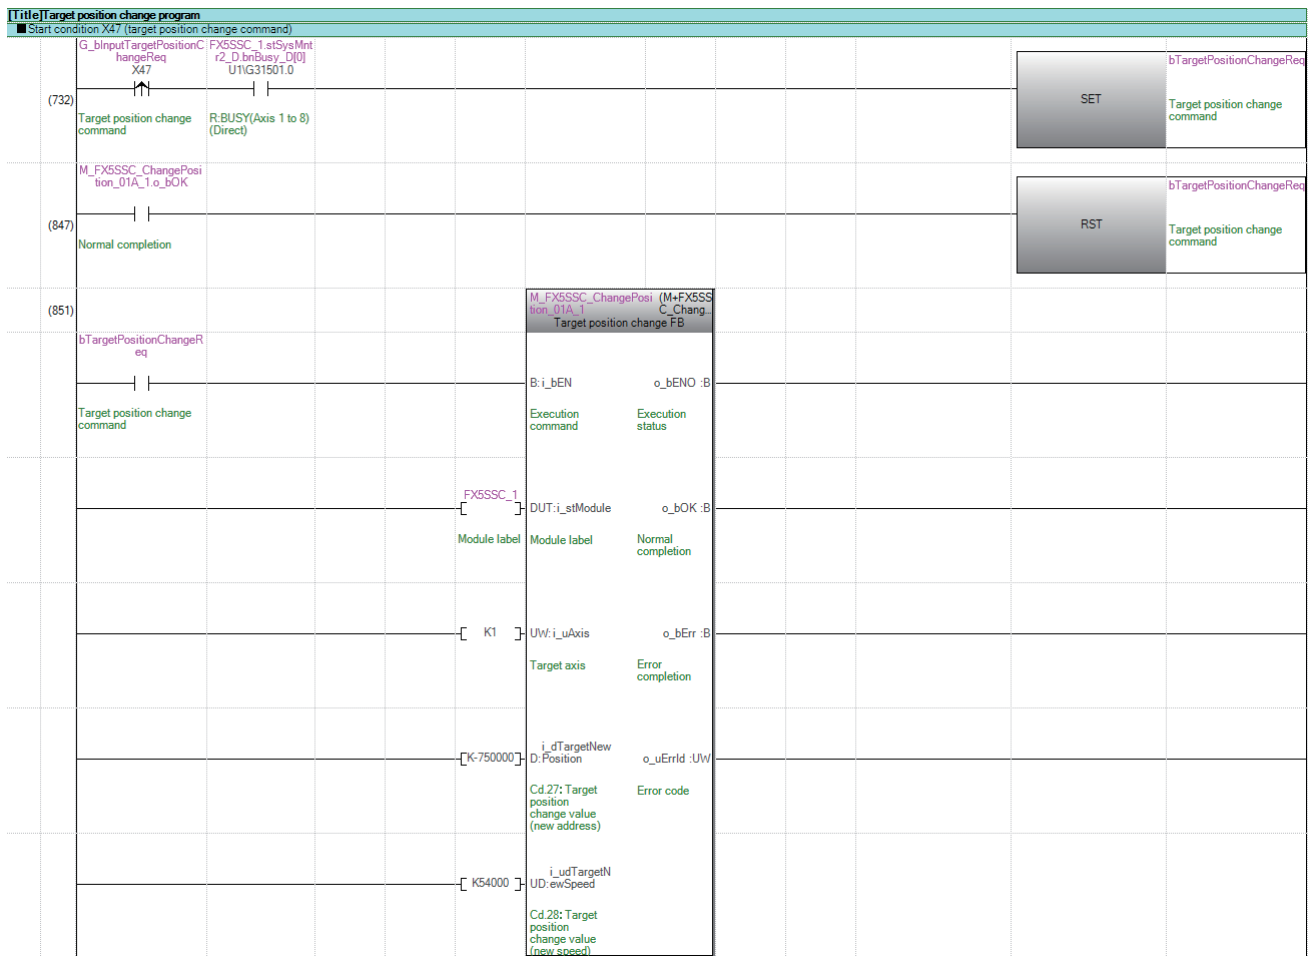 [Title]Target position change program
■Start condition X47 (target position change command)
G_bInputTargetPositionC
hangeReq
X47
FX5SSC_1.stSysMnt
r2_D.bnBusy_D[0]
U1\G31501.0
bTargetPositionChangeReq
(732)
SET
Target position change
command
R:BUSY(Axis 1 to 8)
(Direct)
Target position change
command
M_FX5SSC_ChangePosi
tion_01A_1.o_bOK
bTargetPositionChangeReq
(847)
RST
Normal completion
Target position change
command
(851)
M_FX5SSC_ChangePosi
tion_01A_1
(M+FX5SS
C_Chang...
Target position change FB
bTargetPositionChangeR
eq
B:i_bEN
o_bENO :B
Target position change
command
Execution
command
Execution
status
FX5SSC_1
DUT:i_stModule
o_bOK :B
Module label
Module label
Normal
completion
K1
UW:i_uAxis
o_bErr :B
Target axis
Error
completion
K-750000
i_dTargetNew
D:Position
o_uErrId :UW
Cd.27: Target
position
change value
(new address)
Error code
K54000
i_udTargetN
UD:ewSpeed
Cd.28: Target
position
change value
(new speed)